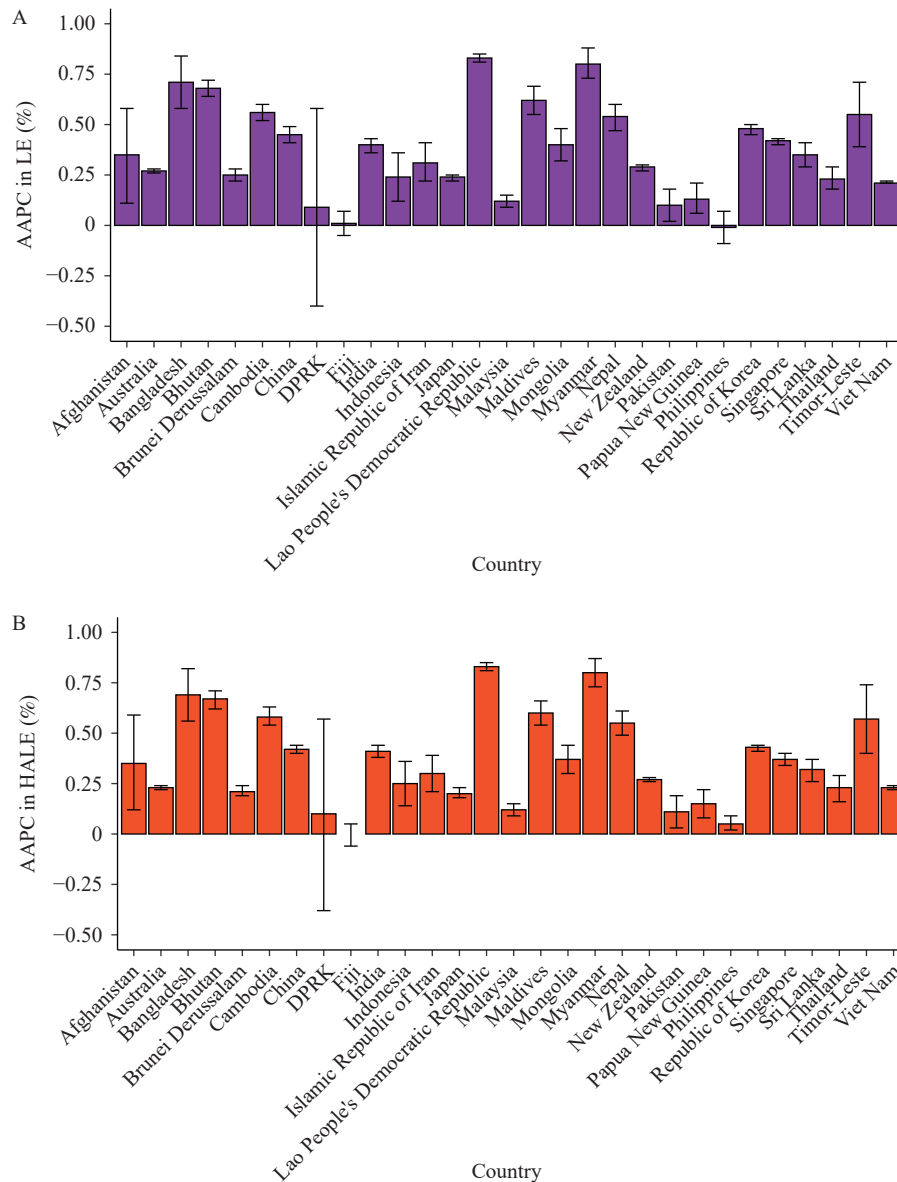 A
1.00
0.75
0.50
0.25
0
−0.25
−0.50
AAPC in LE (%)
Afghanistan
Australia
Bangladesh
Bhutan
Brunei Derussalam
Cambodia
China
DPRK
Fiji
India
Indonesia
Islamic Republic of Iran
Japan
Lao People's Democratic Republic
Malaysia
Maldives
Mongolia
Myanmar
Nepal
New Zealand
Pakistan
Papua New Guinea
Philippines
Republic of Korea
Singapore
Sri Lanka
Thailand
Timor-Leste
Viet Nam
Country
B
1.00
0.75
0.50
0.25
0
−0.25
−0.50
AAPC in HALE (%)
Afghanistan
Australia
Bangladesh
Bhutan
Brunei Derussalam
Cambodia
China
DPRK
Fiji
India
Indonesia
Islamic Republic of Iran
Japan
Lao People's Democratic Republic
Malaysia
Maldives
Mongolia
Myanmar
Nepal
New Zealand
Pakistan
Papua New Guinea
Philippines
Republic of Korea
Singapore
Sri Lanka
Thailand
Timor-Leste
Viet Nam
Country